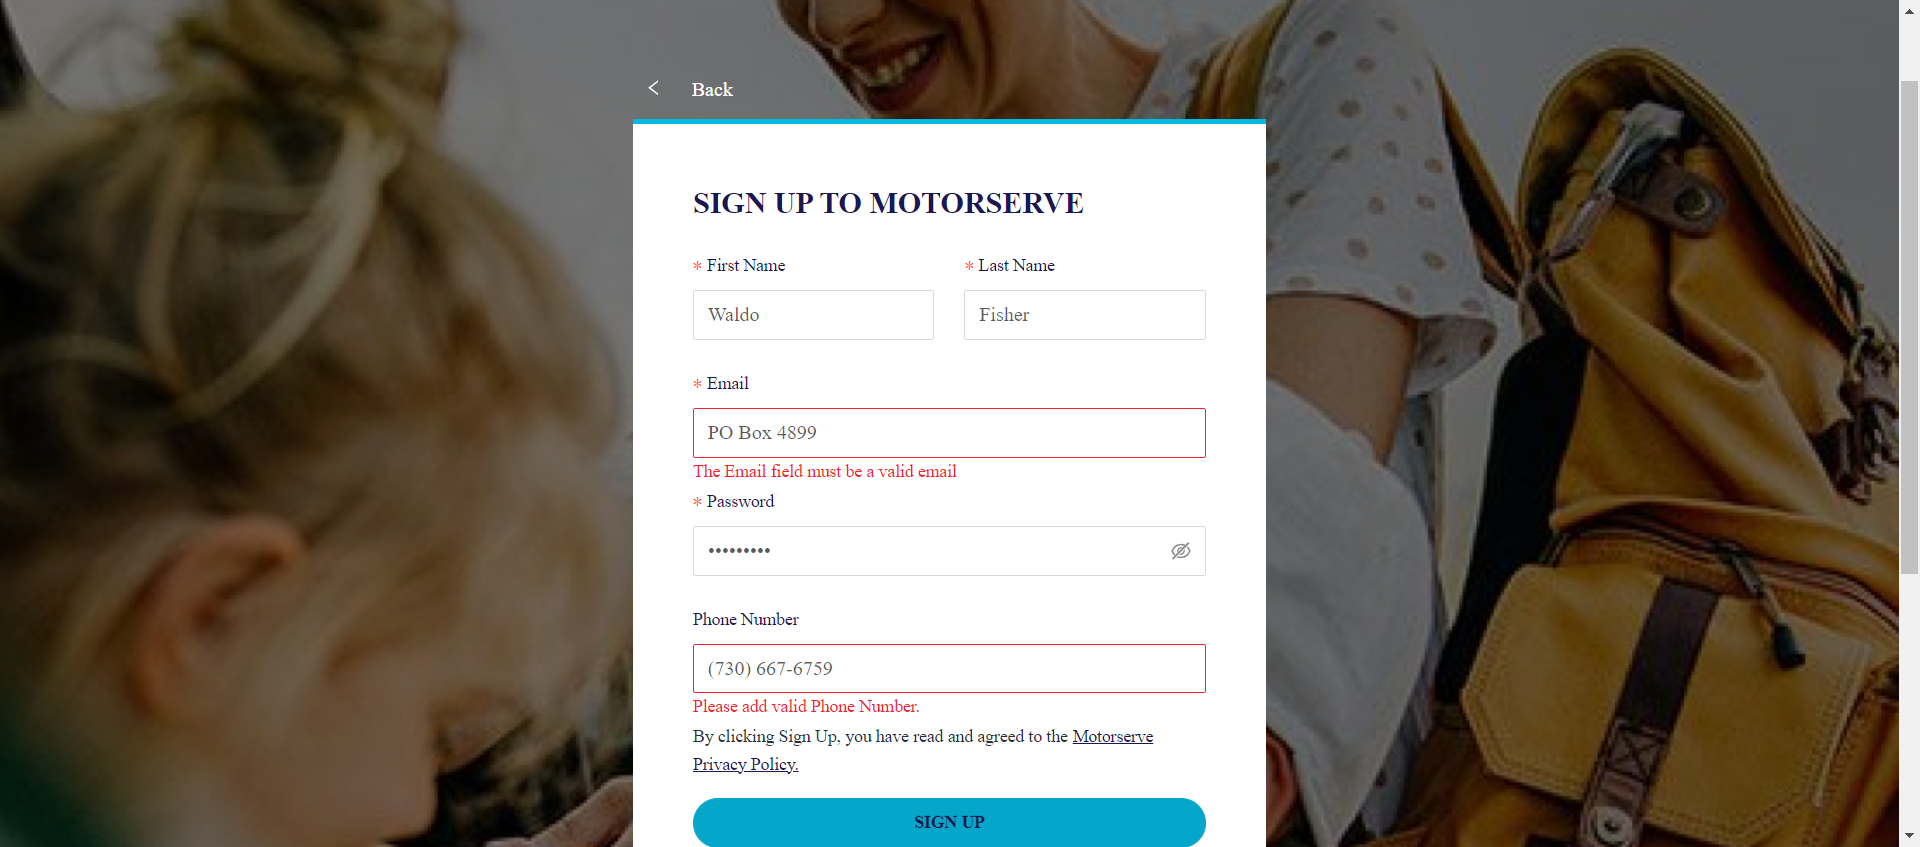 Back
SIGN UP TO MOTORSERVE
* First Name
* Last Name
Waldo
Fisher
* Email
PO Box 4899
The Email field must be a valid email
* Password
•••••••••
Phone Number
(730) 667-6759
Please add valid Phone Number.
By clicking Sign Up, you have read and agreed to the Motorserve
Privacy Policy.
SIGN UP